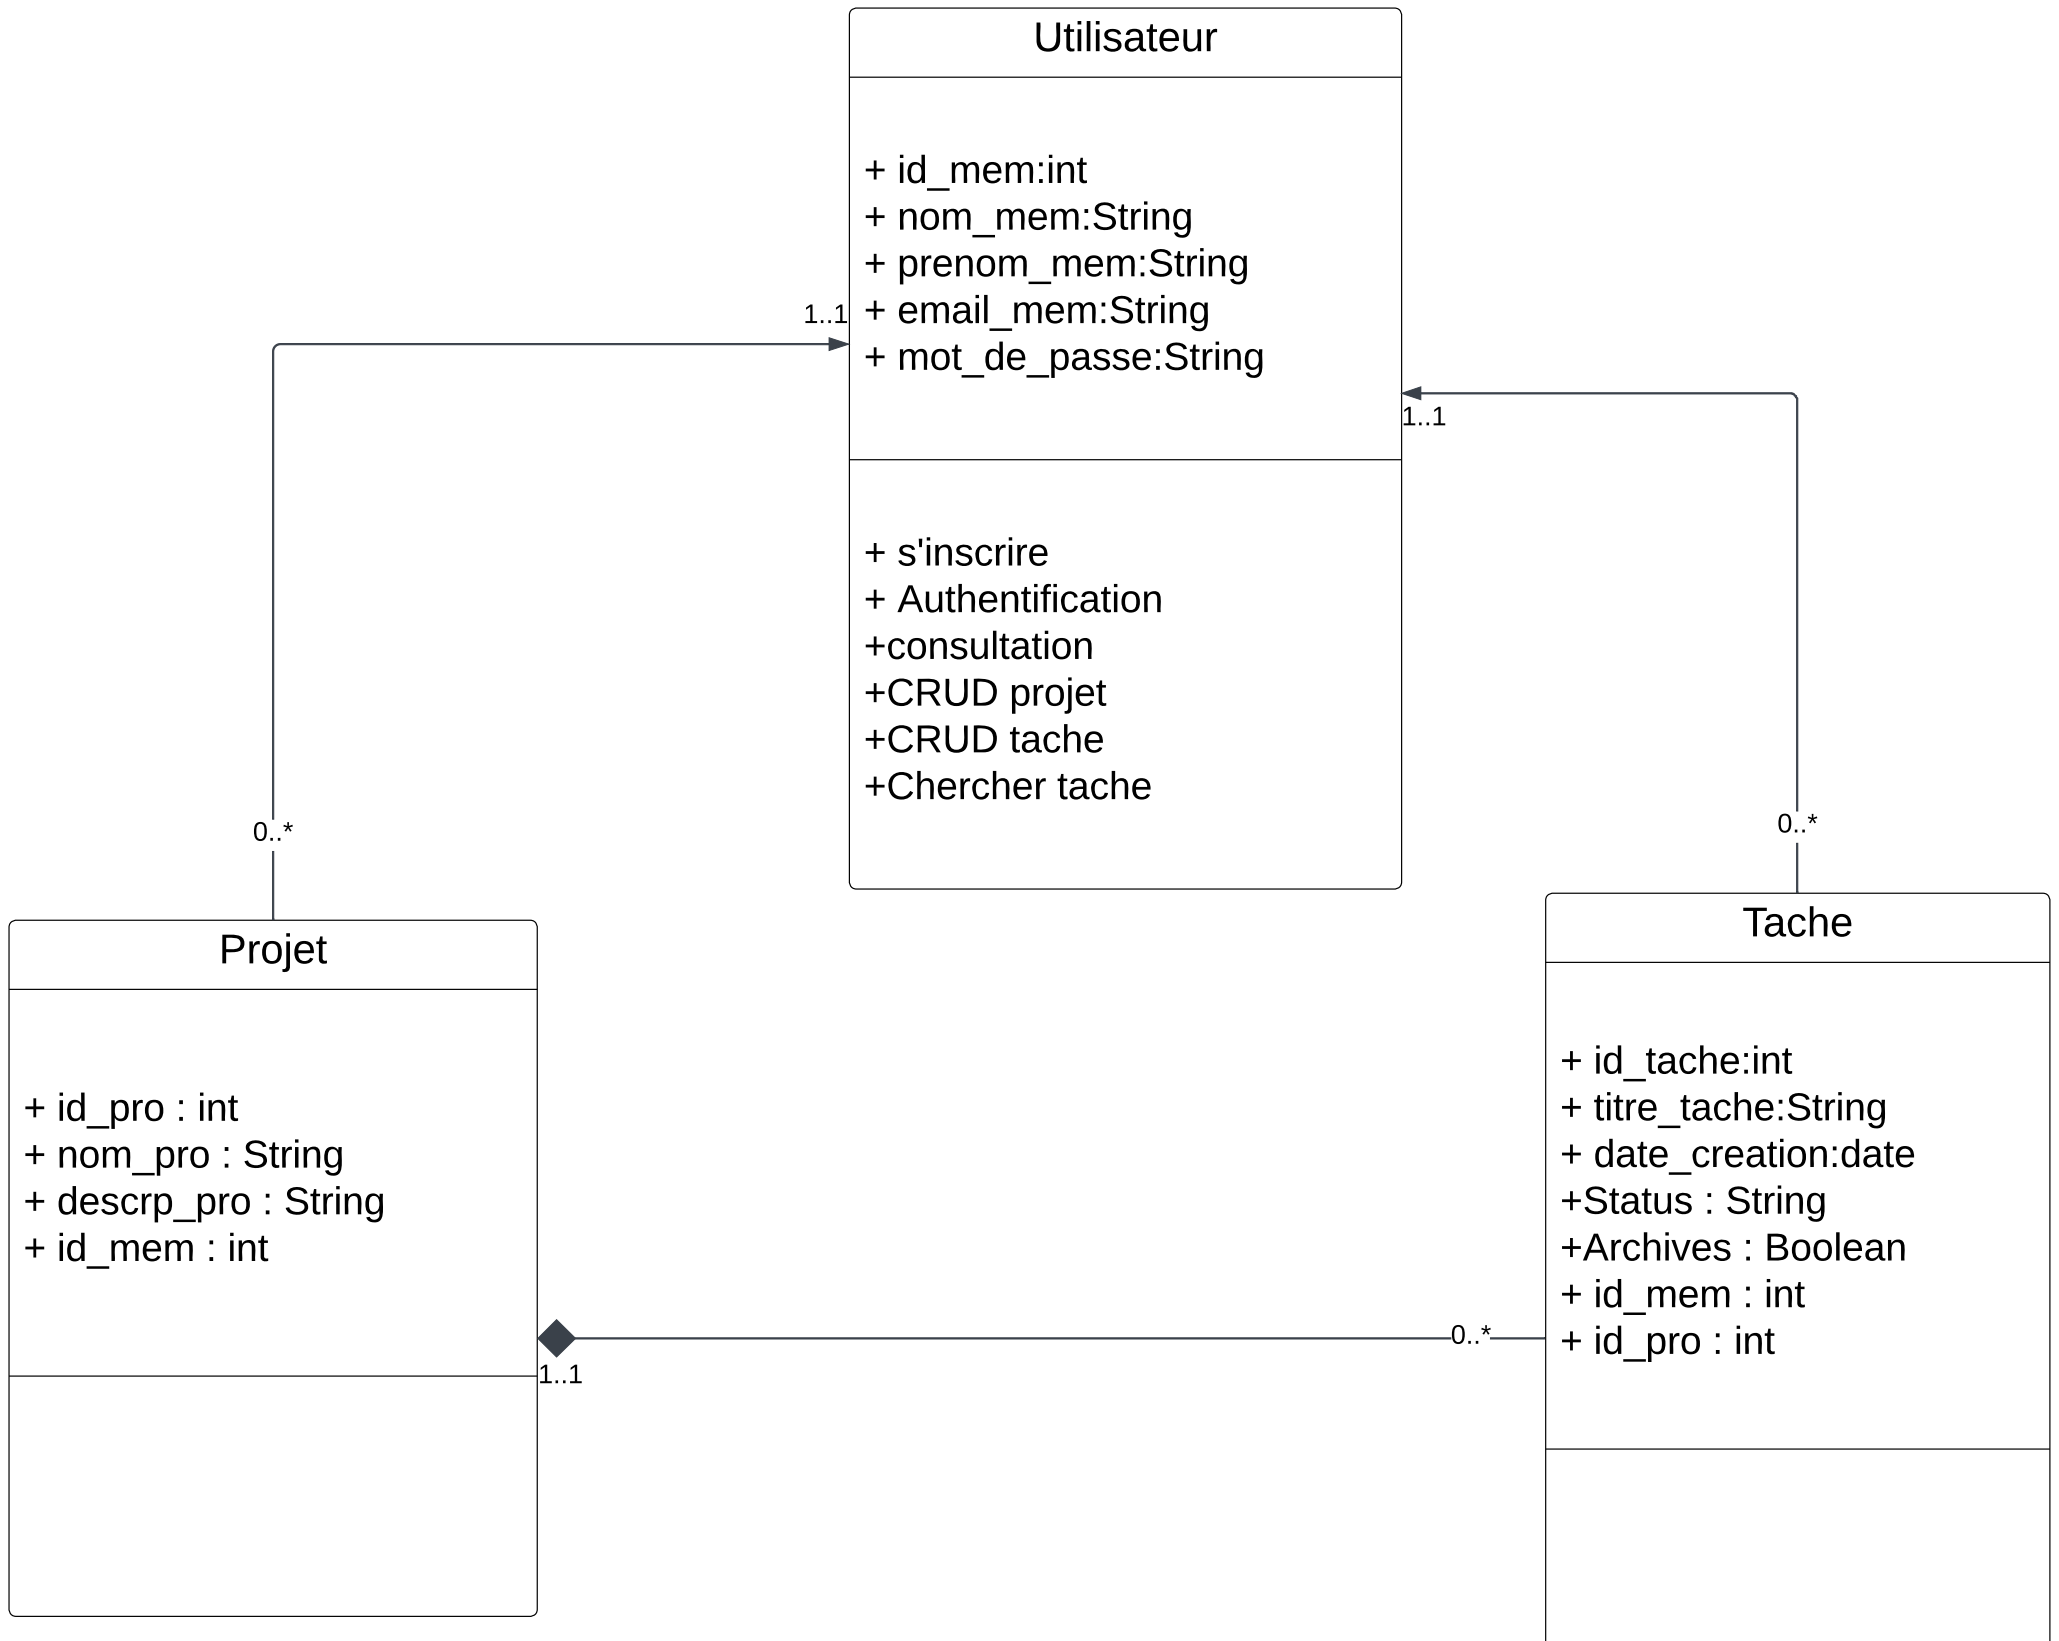 Utilisateur
+ id_mem:int
+ nom_mem:String
+ prenom_mem:String
+ email_mem:String
+ mot_de_passe:String
1..1
1..1
+ s'inscrire
+ Authentification
+consultation
+CRUD projet
+CRUD tache
+Chercher tache
0..*
0..*
Projet
+ id_pro : int
+ nom_pro : String
+ descrp_pro : String
+ id_mem : int
1..1
0..*
Tache
+ id_tache:int
+ titre_tache:String
+ date_creation:date
+Status : String
+Archives : Boolean
+ id_mem : int
+ id_pro : int